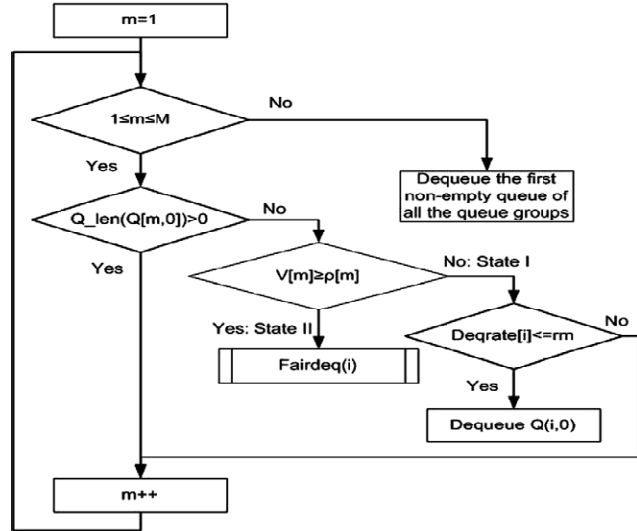 m=1
1≤m≤M
No
Yes
Dequeue the first
non-empty queue of
all the queue groups
Q_len(Q[m,0])>0
No
Yes
V[m]≥ρ[m]
No: State I
Yes: State II
Deqrate[i]<=rm
No
Fairdeq(i)
Yes
Dequeue Q(i,0)
m++